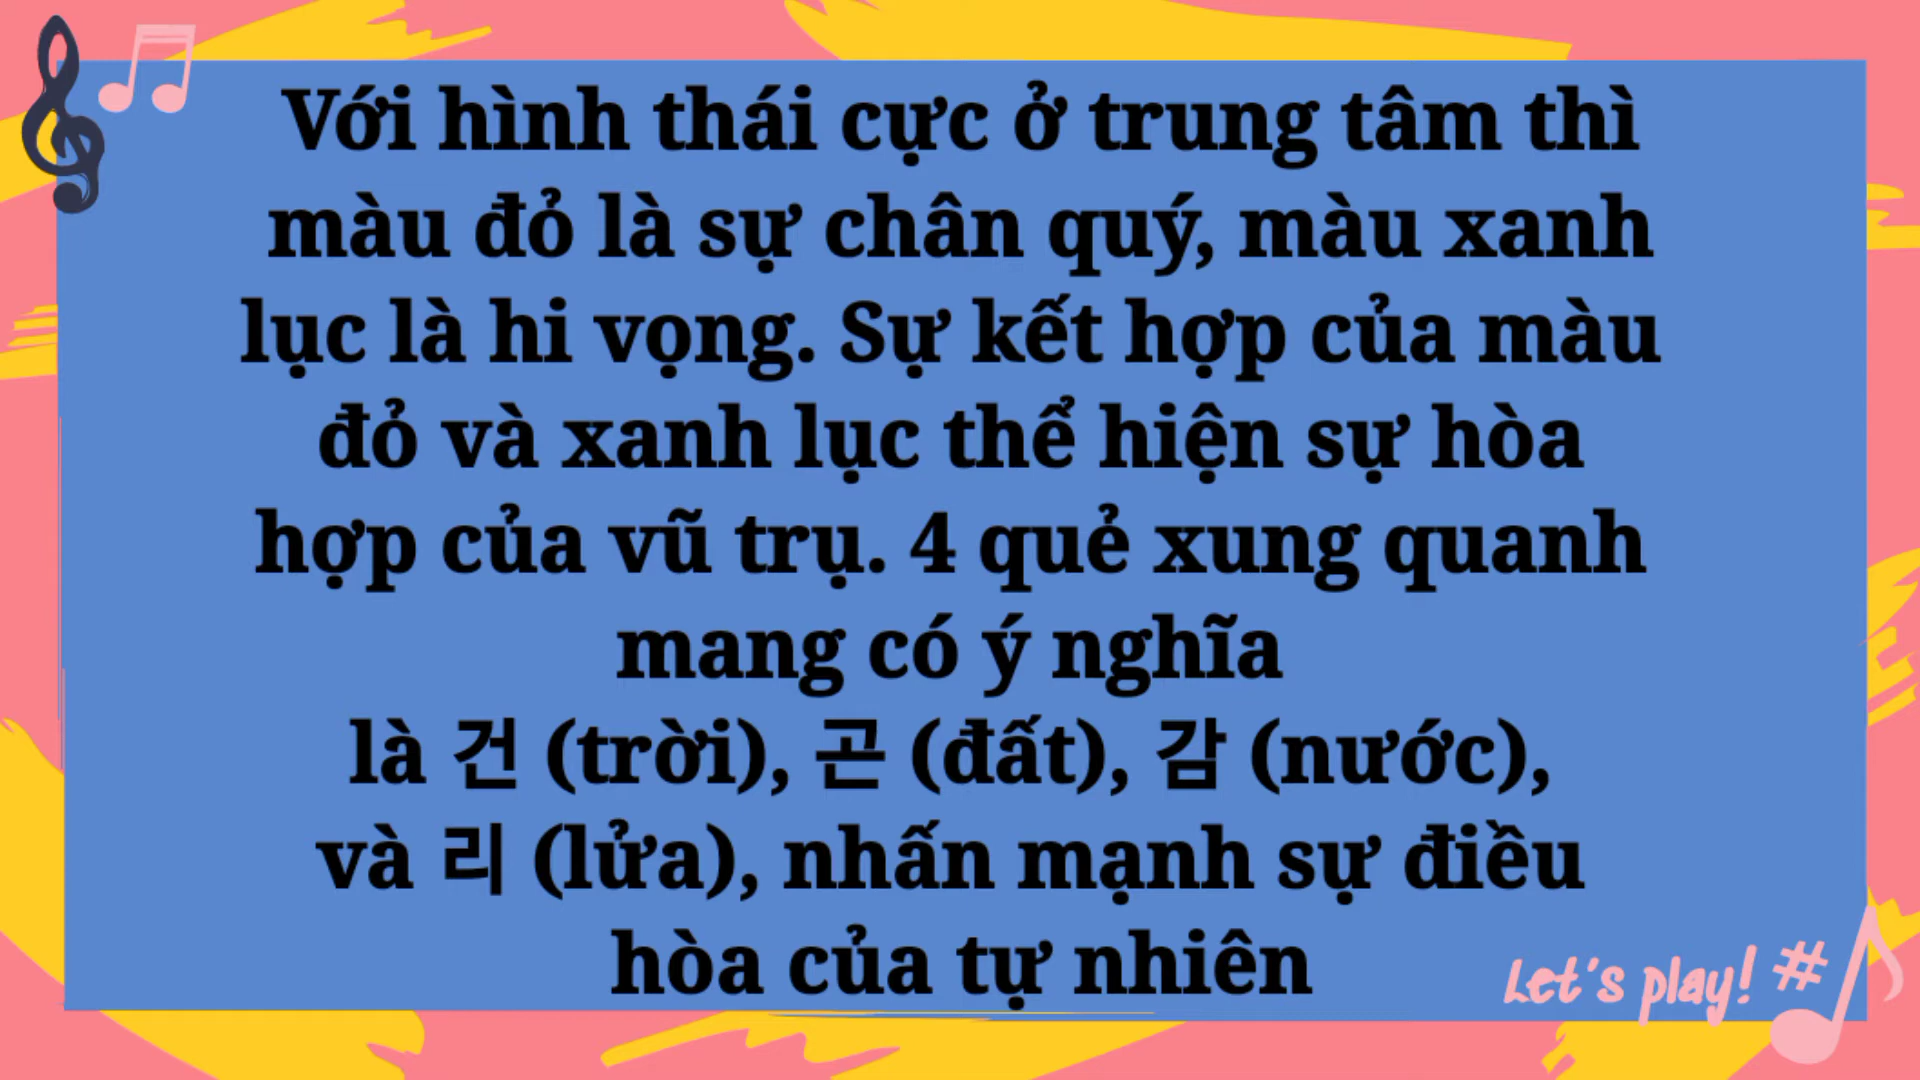 Với hình thái cực ở trung tâm thì
màu đỏ là sự chân quý, màu xanh
lục là hi vọng. Sự kết hợp của màu
đỏ và xanh lục thể hiện sự hòa
hợp của vũ trụ. 4 quẻ xung quanh
mang có ý nghĩa
là 건 (trời), 곤 (đất), 감 (nước),
và 리 (lửa), nhấn mạnh sự điều
hòa của tự nhiên
Let's play! #